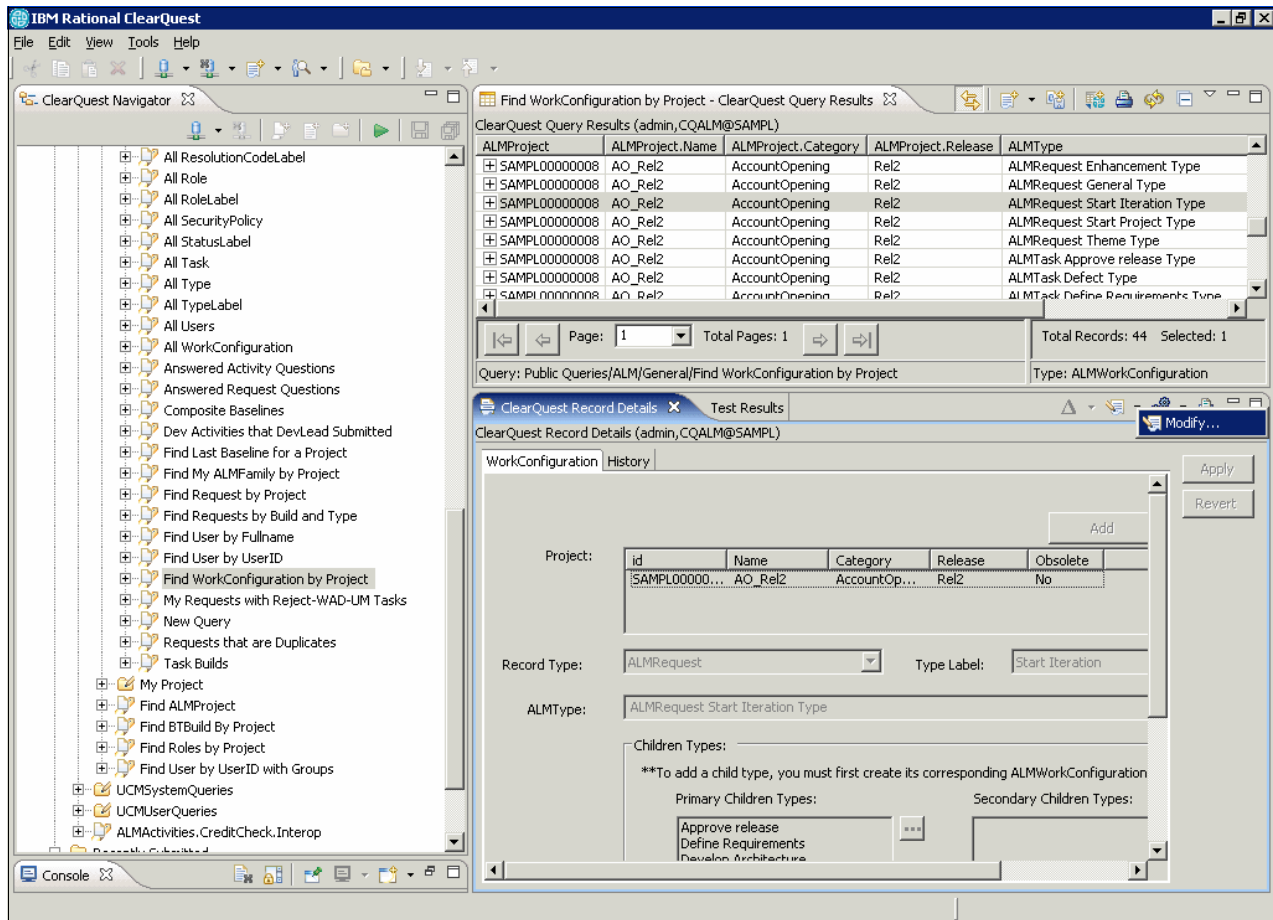 IBM Rational ClearQuest
File Edit View Tools Help
ClearQuest Navigator
All ResolutionCodeLabel
All Role
All RoleLabel
All SecurityPolicy
All StatusLabel
All Task
All Type
All TypeLabel
All Users
All WorkConfiguration
Answered Activity Questions
Answered Request Questions
Composite Baselines
Dev Activities that DevLead Submitted
Find Last Baseline for a Project
Find My ALMFamily by Project
Find Request by Project
Find Requests by Build and Type
Find User by Fullname
Find User by UserID
Find WorkConfiguration by Project
My Requests with Reject-WAD-UM Tasks
New Query
Requests that are Duplicates
Task Builds
My Project
Find ALMProject
Find BTBuild By Project
Find Roles by Project
Find User by UserID with Groups
UCMSystemQueries
UCMUserQueries
ALMActivities.CreditCheck.Interop
Recently Submitted
Console
Find WorkConfiguration by Project - ClearQuest Query Results
ClearQuest Query Results (admin,CQALM@SAMPL)
ALMProject ALMProject.Name ALMProject.Category ALMProject.Release ALMType
SAMPL00000008 AO_Rel2 AccountOpening Rel2 ALMRequest Enhancement Type
SAMPL00000008 AO_Rel2 AccountOpening Rel2 ALMRequest General Type
SAMPL00000008 AO_Rel2 AccountOpening Rel2 ALMRequest Start Iteration Type
SAMPL00000008 AO_Rel2 AccountOpening Rel2 ALMRequest Start Project Type
SAMPL00000008 AO_Rel2 AccountOpening Rel2 ALMRequest Theme Type
SAMPL00000008 AO_Rel2 AccountOpening Rel2 ALMTask Approve release Type
SAMPL00000008 AO_Rel2 AccountOpening Rel2 ALMTask Defect Type
SAMPL00000008 AO_Rel2 AccountOpening Rel2 ALMTask Define Requirements Type
Page: 1 Total Pages: 1 Total Records: 44 Selected: 1
Query: Public Queries/ALM/General/Find WorkConfiguration by Project Type: ALMWorkConfiguration
ClearQuest Record Details Test Results
Modify...
ClearQuest Record Details (admin,CQALM@SAMPL)
WorkConfiguration History
Apply
Revert
Add
Project: id Name Category Release Obsolete
SAMPL00000... AO_Rel2 AccountOp... Rel2 No
Record Type: ALMRequest Type Label: Start Iteration
ALMType: ALMRequest Start Iteration Type
Children Types:
**To add a child type, you must first create its corresponding ALMWorkConfiguration
Primary Children Types: Secondary Children Types:
Approve release
Define Requirements
Develop Architecture